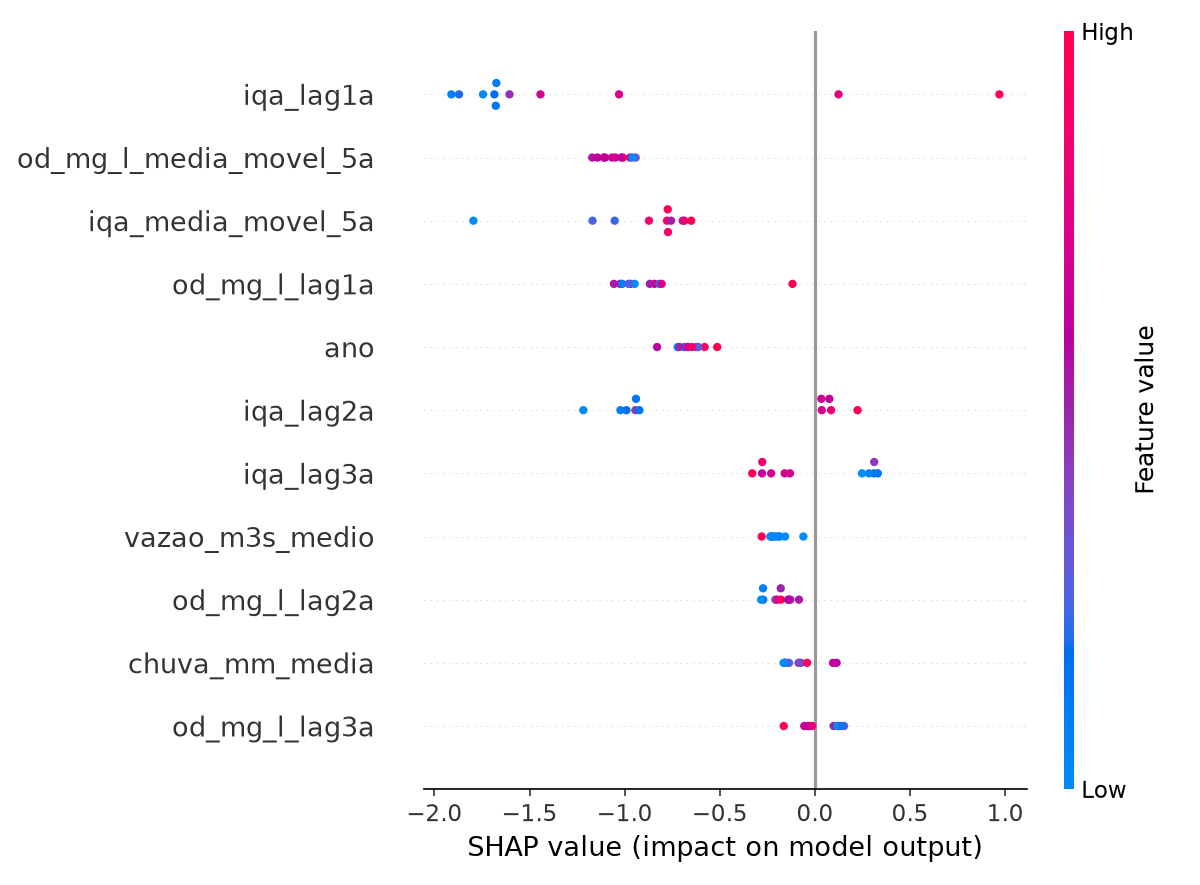 High
iqa_lag1a
od_mg_l_media_movel_5a
iqa_media_movel_5a
od_mg_l_lag1a
ano
iqa_lag2a
iqa_lag3a
vazao_m3s_medio
od_mg_l_lag2a
chuva_mm_media
od_mg_l_lag3a
Feature value
Low
−2.0 −1.5 −1.0 −0.5 0.0 0.5 1.0
SHAP value (impact on model output)